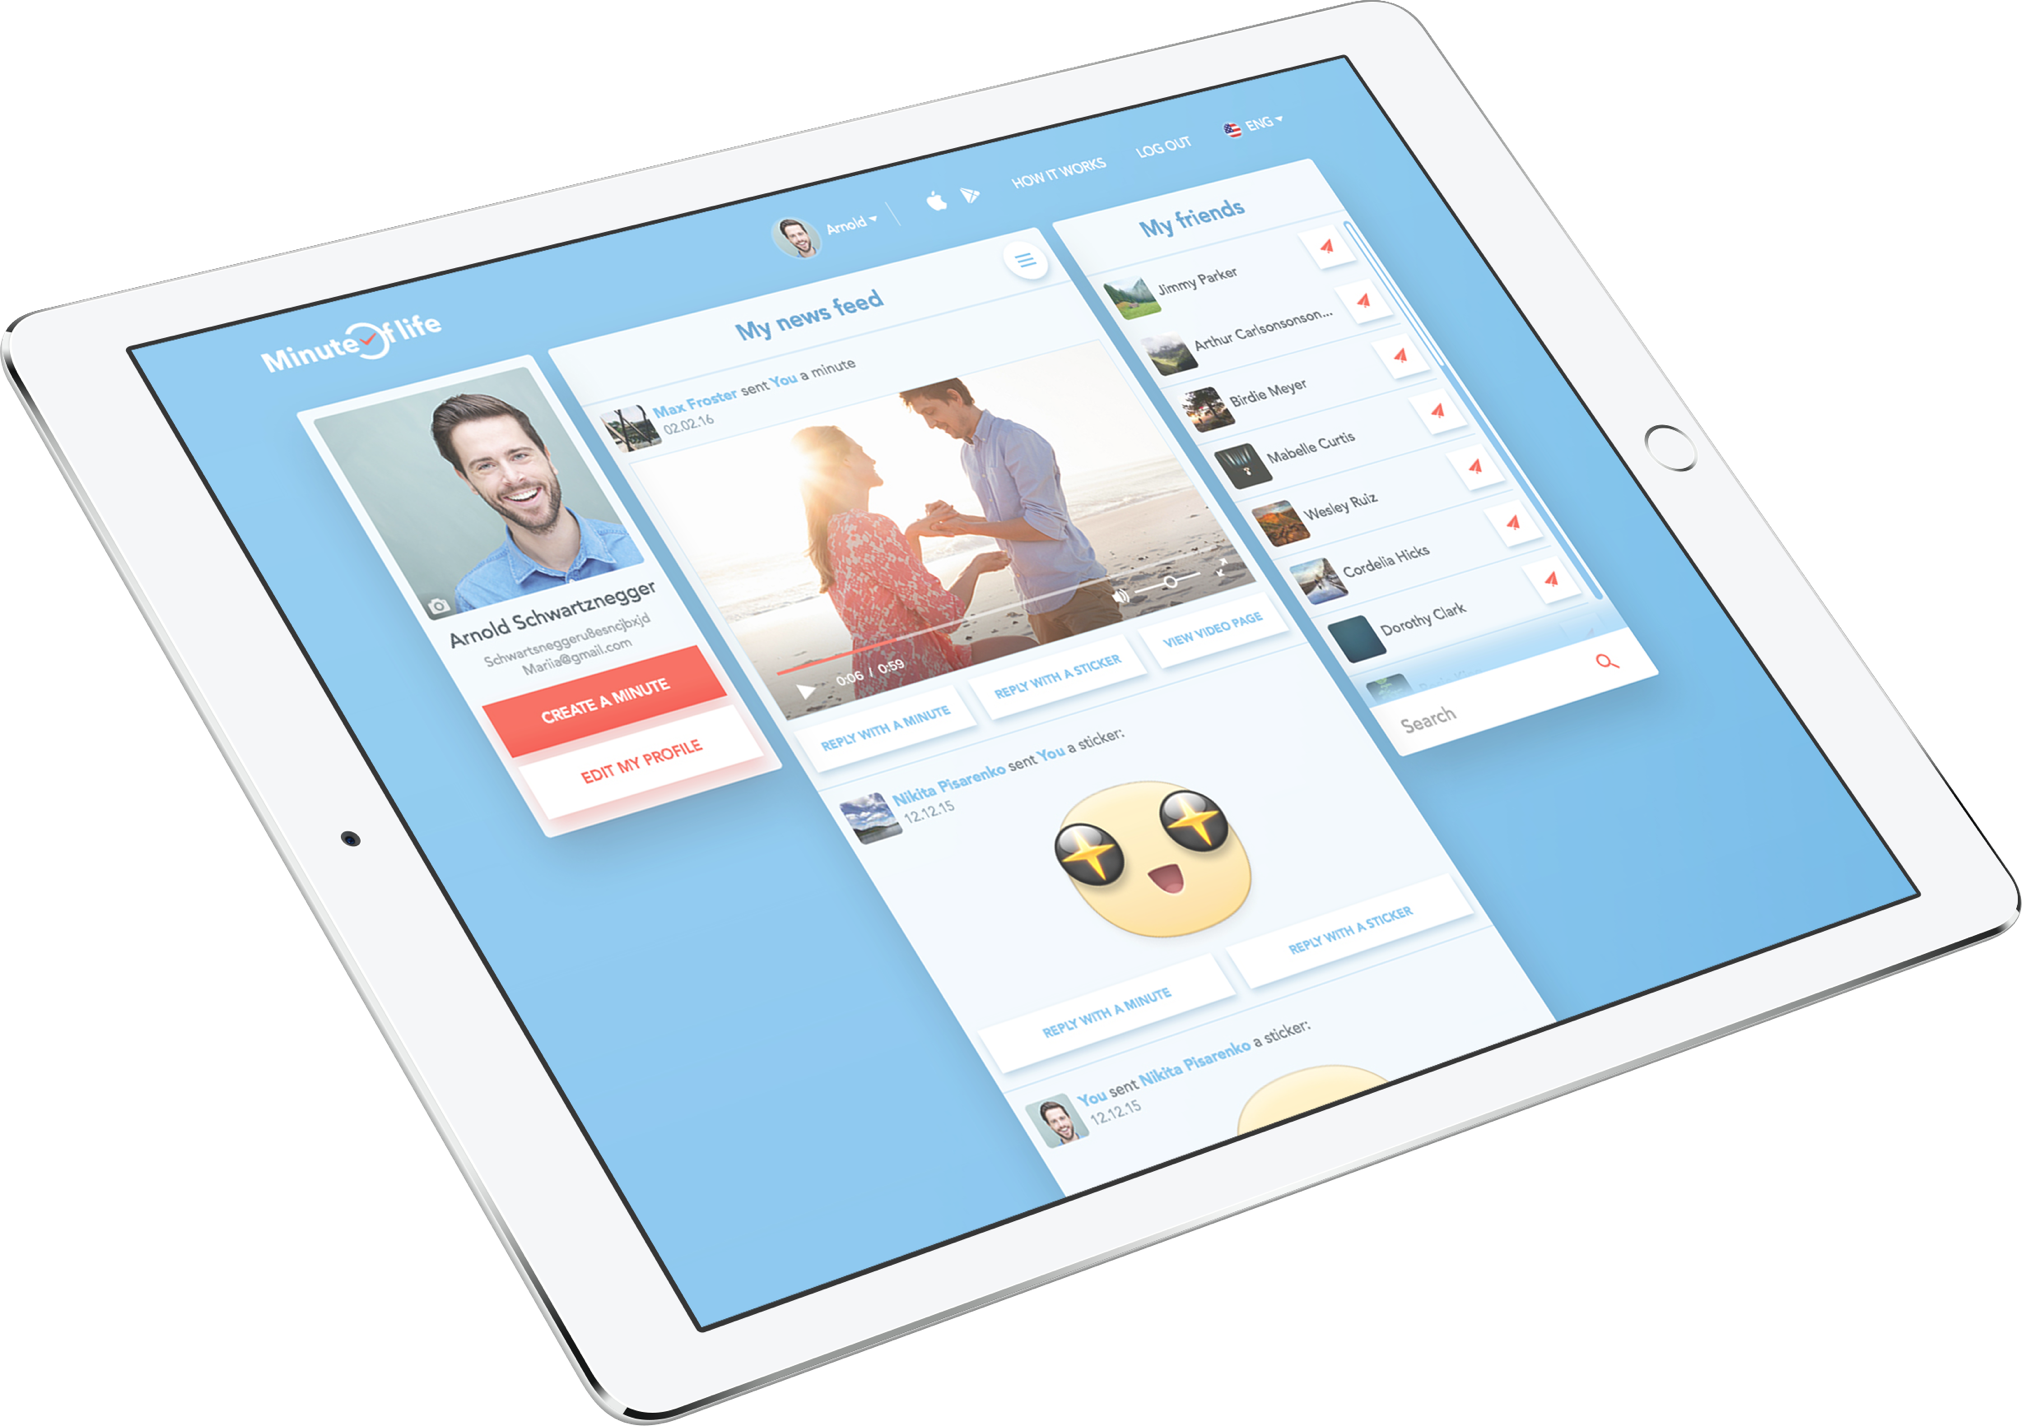 MinuteOflife
Arnold
HOW IT WORKS
LOG OUT
ENG
Arnold Schwartznegger
Schwartsneggeru8esncjbxjd
Mariia@gmail.com
CREATE A MINUTE
EDIT MY PROFILE
My news feed
Max Froster sent You a minute
02.02.16
0:06 / 0:59
REPLY WITH A MINUTE
REPLY WITH A STICKER
VIEW VIDEO PAGE
Nikita Pisarenko sent You a sticker:
12.12.15
REPLY WITH A MINUTE
REPLY WITH A STICKER
You sent Nikita Pisarenko a sticker:
12.12.15
My friends
Jimmy Parker
Arthur Carlsonsonson...
Birdie Meyer
Mabelle Curtis
Wesley Ruiz
Cordelia Hicks
Dorothy Clark
Search